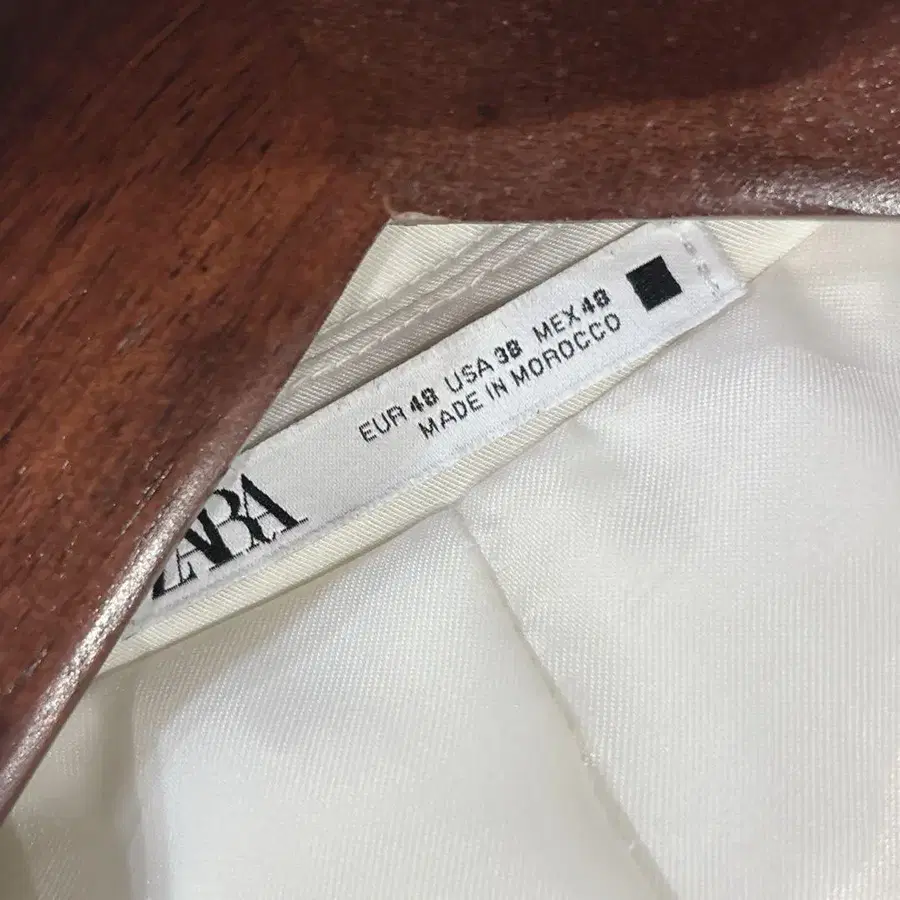 ZARA
EUR 48 USA 38 MEX 48
MADE IN MOROCCO